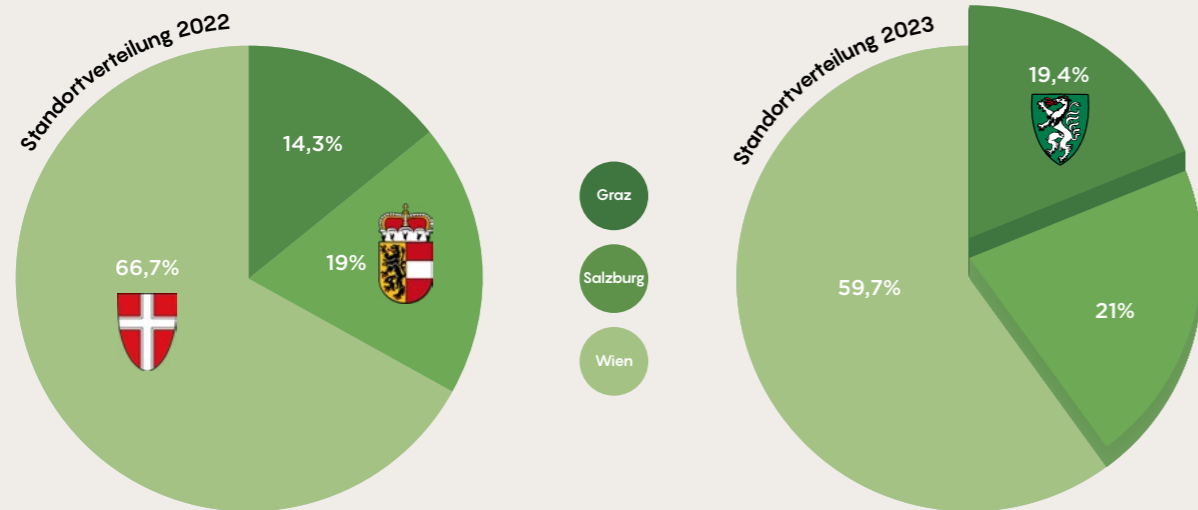 Standortverteilung 2022
14,3%
19%
66,7%
Graz
Salzburg
Wien
Standortverteilung 2023
19,4%
21%
59,7%